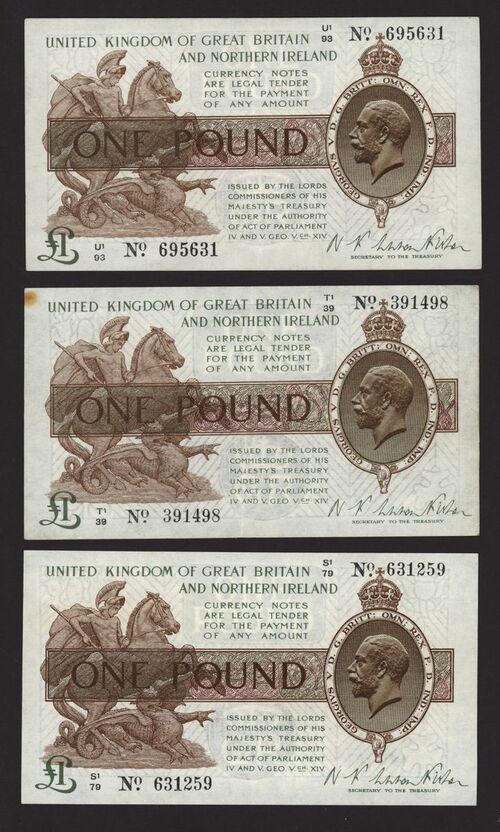 U1
93
Nº 695631
UNITED KINGDOM OF GREAT BRITAIN
AND NORTHERN IRELAND
CURRENCY NOTES
ARE LEGAL TENDER
FOR THE PAYMENT
OF ANY AMOUNT
GEORGIVS V D. G. BRITT: OMN: REX F. D. IND: IMP:
ONE POUND
ISSUED BY THE LORDS
COMMISSIONERS OF HIS
MAJESTY'S TREASURY
UNDER THE AUTHORITY
OF ACT OF PARLIAMENT
IV AND V. GEO. V. CH. XIV.
£1
U1
93
Nº 695631
SECRETARY TO THE TREASURY
T1
39
Nº 391498
UNITED KINGDOM OF GREAT BRITAIN
AND NORTHERN IRELAND
CURRENCY NOTES
ARE LEGAL TENDER
FOR THE PAYMENT
OF ANY AMOUNT
GEORGIVS V D. G. BRITT: OMN: REX F. D. IND: IMP:
ONE POUND
ISSUED BY THE LORDS
COMMISSIONERS OF HIS
MAJESTY'S TREASURY
UNDER THE AUTHORITY
OF ACT OF PARLIAMENT
IV AND V. GEO. V. CH. XIV.
£1
T1
39
Nº 391498
SECRETARY TO THE TREASURY
S1
79
Nº 631259
UNITED KINGDOM OF GREAT BRITAIN
AND NORTHERN IRELAND
CURRENCY NOTES
ARE LEGAL TENDER
FOR THE PAYMENT
OF ANY AMOUNT
GEORGIVS V D. G. BRITT: OMN: REX F. D. IND: IMP:
ONE POUND
ISSUED BY THE LORDS
COMMISSIONERS OF HIS
MAJESTY'S TREASURY
UNDER THE AUTHORITY
OF ACT OF PARLIAMENT
IV AND V. GEO. V. CH. XIV.
£1
S1
79
Nº 631259
SECRETARY TO THE TREASURY